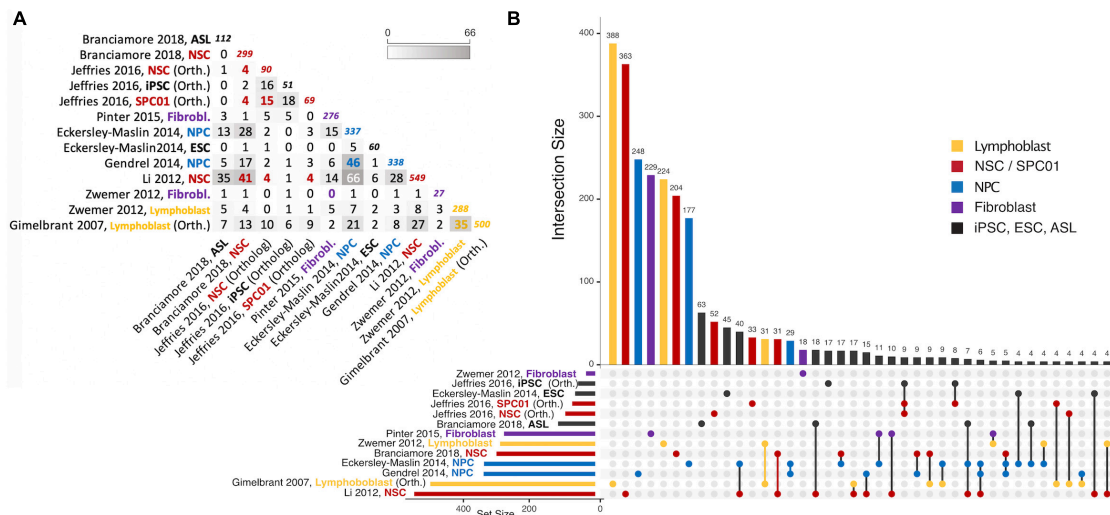 A
Branciamore 2018, ASL 112
Branciamore 2018, NSC 0 299
Jeffries 2016, NSC (Orth.) 1 4 90
Jeffries 2016, iPSC (Orth.) 0 2 16 51
Jeffries 2016, SPC01 (Orth.) 0 4 15 18 69
Pinter 2015, Fibrobl. 3 1 5 5 0 276
Eckersley-Maslin 2014, NPC 13 28 2 0 3 15 337
Eckersley-Maslin2014, ESC 0 1 1 0 0 0 5 60
Gendrel 2014, NPC 5 17 2 1 3 6 46 1 338
Li 2012, NSC 35 41 4 1 4 14 66 6 28 549
Zwemer 2012, Fibrobl. 1 1 0 1 0 0 1 0 1 1 27
Zwemer 2012, Lymphoblast 5 4 0 1 1 5 7 2 3 8 3 288
Gimelbrant 2007, Lymphoblast (Orth.) 7 13 10 6 9 2 21 2 8 27 2 35 500
0 66
Branciamore 2018, ASL
Branciamore 2018, NSC
Jeffries 2016, NSC (Ortholog)
Jeffries 2016, iPSC (Ortholog)
Jeffries 2016, SPC01 (Ortholog)
Pinter 2015, Fibrobl.
Eckersley-Maslin 2014, NPC
Eckersley-Maslin2014, ESC
Gendrel 2014, NPC
Li 2012, NSC
Zwemer 2012, Fibrobl.
Zwemer 2012, Lymphoblast
Gimelbrant 2007, Lymphoblast (Orth.)
B
Intersection Size
400
300
200
100
0
388 363 248 229 224 204 177 63 52 45 40 33 31 31 29 18 18 17 17 17 15 11 10 9 9 9 9 8 7 6 5 5 4 4 4 4 4 4 4 4
Lymphoblast
NSC / SPC01
NPC
Fibroblast
iPSC, ESC, ASL
Zwemer 2012, Fibroblast
Jeffries 2016, iPSC (Orth.)
Eckersley-Maslin 2014, ESC
Jeffries 2016, SPC01 (Orth.)
Jeffries 2016, NSC (Orth.)
Branciamore 2018, ASL
Pinter 2015, Fibroblast
Zwemer 2012, Lymphoblast
Branciamore 2018, NSC
Eckersley-Maslin 2014, NPC
Gendrel 2014, NPC
Gimelbrant 2007, Lymphoboblast (Orth.)
Li 2012, NSC
400 200 0
Set Size